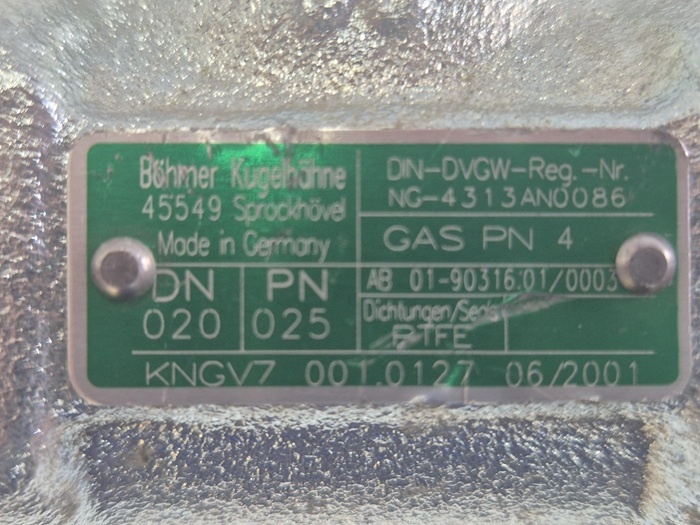 Böhmer Kugelhähne
45549 Sprockhövel
Made in Germany
DIN-DVGW-Reg.-Nr.
NG-4313AN0086
GAS PN 4
DN
020
PN
025
AB 01-90316.01/0003
Dichtungen/Seals
PTFE
KNGV7 001.0127 06/2001